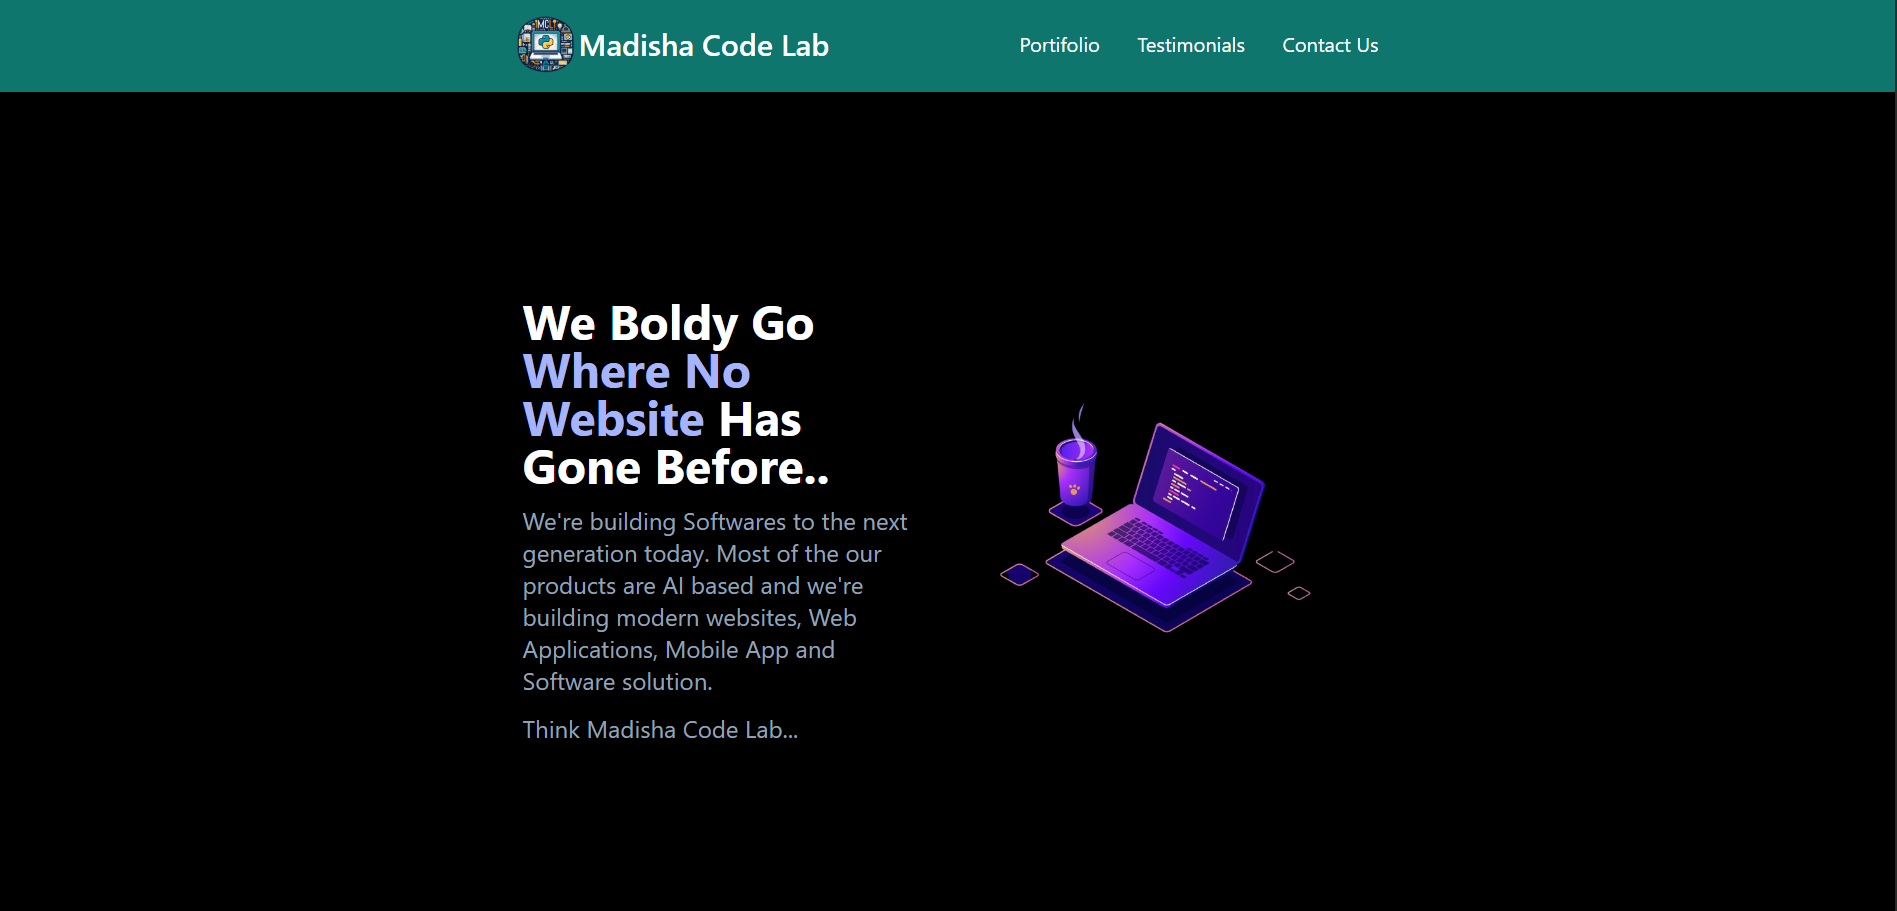 MCL
Madisha Code Lab
Portifolio
Testimonials
Contact Us
We Boldy Go
Where No
Website Has
Gone Before..
We're building Softwares to the next
generation today. Most of the our
products are AI based and we're
building modern websites, Web
Applications, Mobile App and
Software solution.
Think Madisha Code Lab...